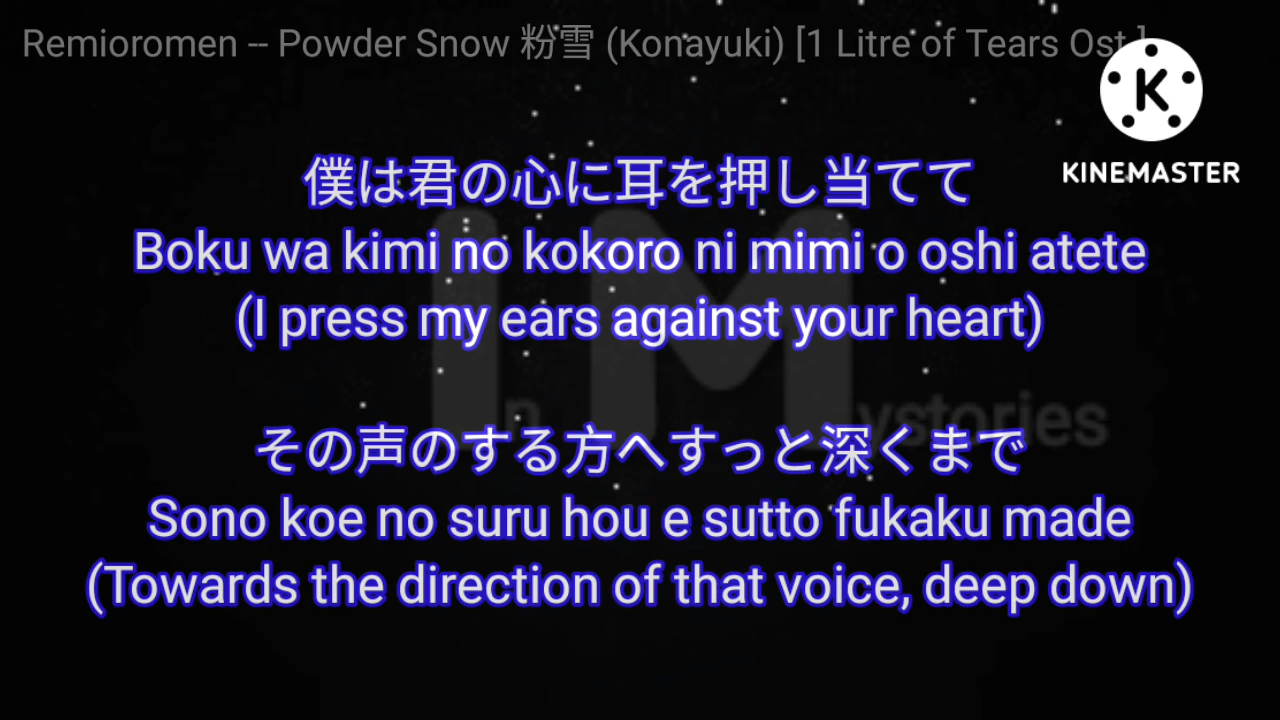 Remioromen -- Powder Snow 粉雪 (Konayuki) [1 Litre of Tears Ost.]
K
KINEMASTER
僕は君の心に耳を押し当てて
Boku wa kimi no kokoro ni mimi o oshi atete
(I press my ears against your heart)
In Mystories
その声のする方へすっと深くまで
Sono koe no suru hou e sutto fukaku made
(Towards the direction of that voice, deep down)